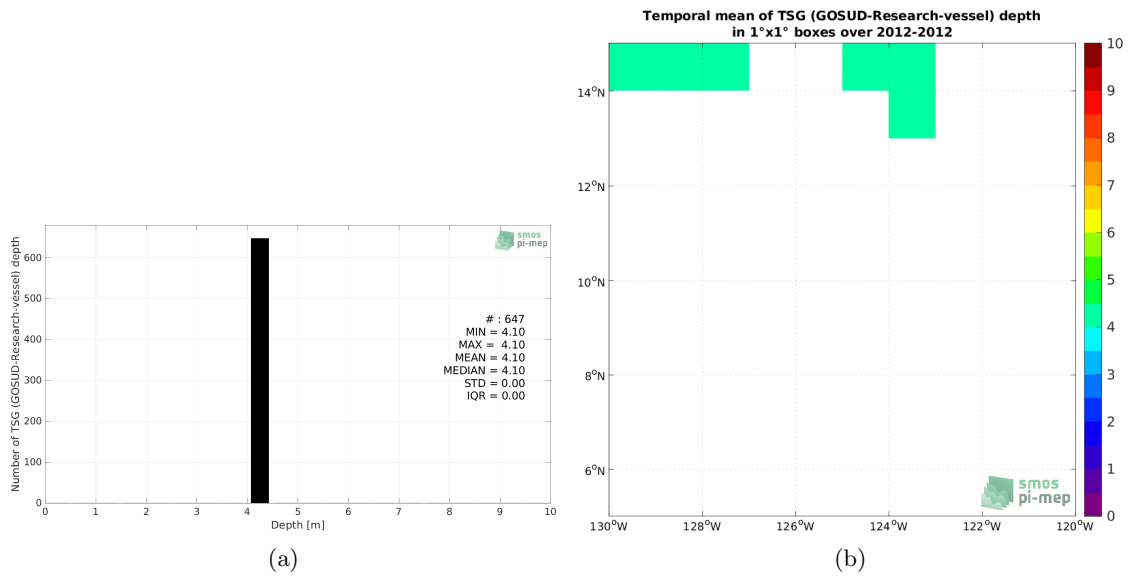 Number of TSG (GOSUD-Research-vessel) depth
600
500
400
300
200
100
0
smos
pi-mep
# : 647
MIN = 4.10
MAX = 4.10
MEAN = 4.10
MEDIAN = 4.10
STD = 0.00
IQR = 0.00
0 1 2 3 4 5 6 7 8 9 10
Depth [m]
(a)
Temporal mean of TSG (GOSUD-Research-vessel) depth
in 1°x1° boxes over 2012-2012
14°N
12°N
10°N
8°N
6°N
130°W 128°W 126°W 124°W 122°W 120°W
smos
pi-mep
10
9
8
7
6
5
4
3
2
1
0
(b)